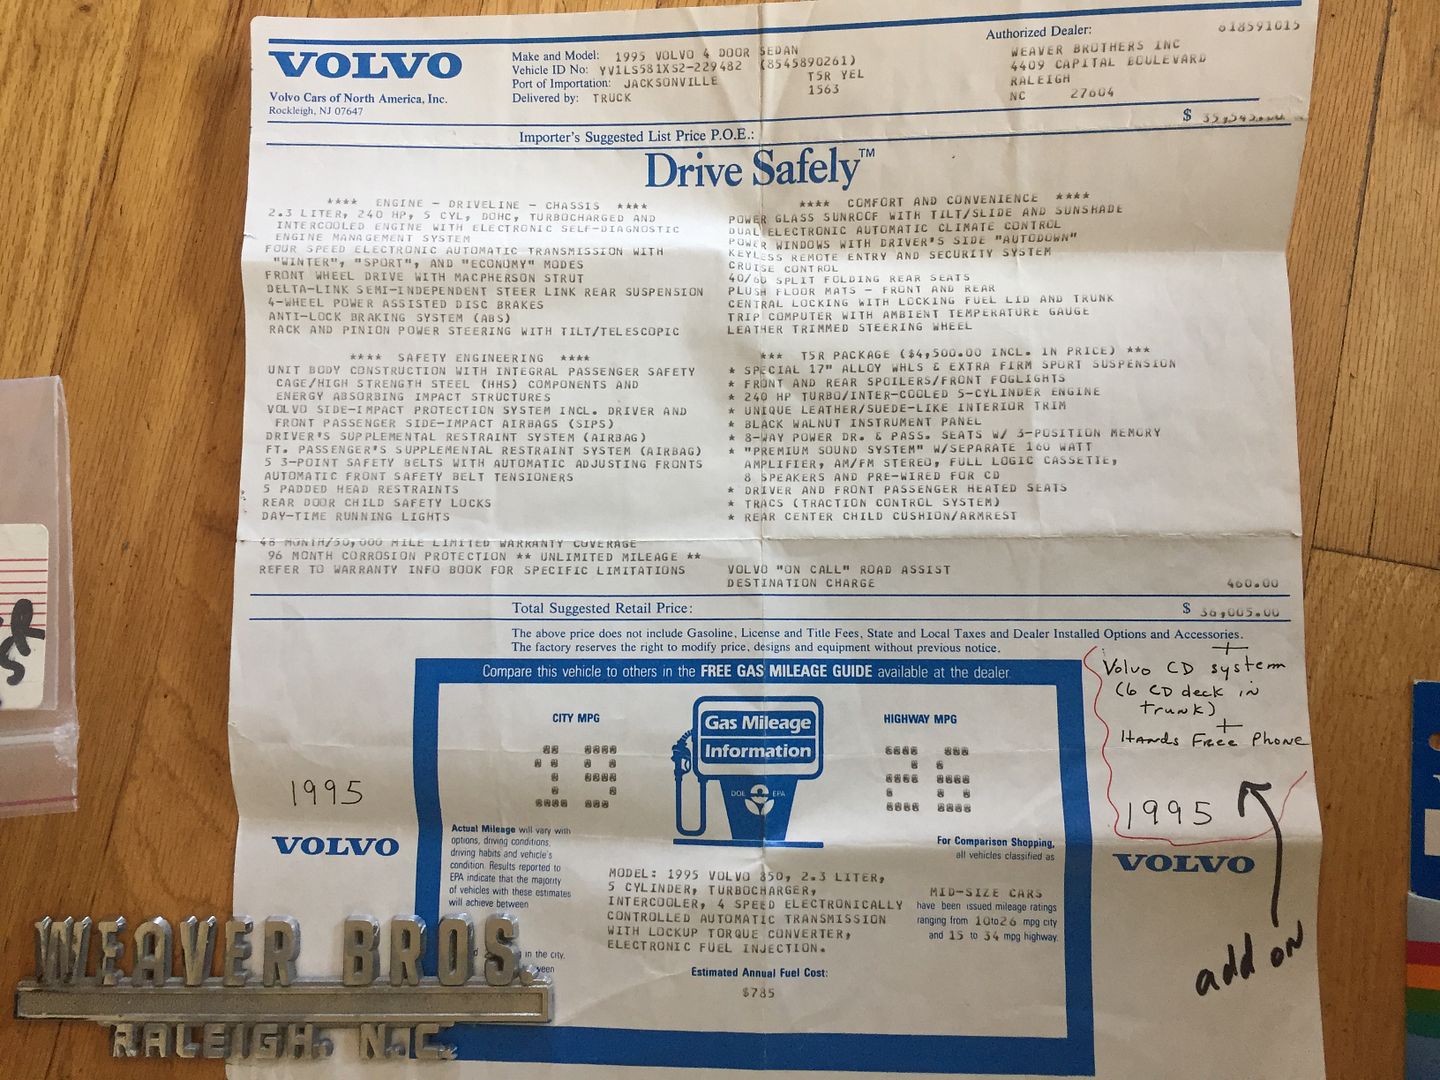 VOLVO
Volvo Cars of North America, Inc.
Rockleigh, NJ 07647
Make and Model: 1995 VOLVO 4 DOOR SEDAN
Vehicle ID No: YV1LS581XS2-229482 (8545890261)
Port of Importation: JACKSONVILLE T5R YEL
Delivered by: TRUCK 1563
Authorized Dealer: 618591015
WEAVER BROTHERS INC
4409 CAPITAL BOULEVARD
RALEIGH
NC 27604
Importer's Suggested List Price P.O.E.: $ 35,545.00
Drive Safely™
**** ENGINE - DRIVELINE - CHASSIS ****
2.3 LITER, 240 HP, 5 CYL, DOHC, TURBOCHARGED AND
INTERCOOLED ENGINE WITH ELECTRONIC SELF-DIAGNOSTIC
ENGINE MANAGEMENT SYSTEM
FOUR SPEED ELECTRONIC AUTOMATIC TRANSMISSION WITH
"WINTER", "SPORT", AND "ECONOMY" MODES
FRONT WHEEL DRIVE WITH MACPHERSON STRUT
DELTA-LINK SEMI-INDEPENDENT STEER LINK REAR SUSPENSION
4-WHEEL POWER ASSISTED DISC BRAKES
ANTI-LOCK BRAKING SYSTEM (ABS)
RACK AND PINION POWER STEERING WITH TILT/TELESCOPIC
**** SAFETY ENGINEERING ****
UNIT BODY CONSTRUCTION WITH INTEGRAL PASSENGER SAFETY
CAGE/HIGH STRENGTH STEEL (HHS) COMPONENTS AND
ENERGY ABSORBING IMPACT STRUCTURES
VOLVO SIDE-IMPACT PROTECTION SYSTEM INCL. DRIVER AND
FRONT PASSENGER SIDE-IMPACT AIRBAGS (SIPS)
DRIVER'S SUPPLEMENTAL RESTRAINT SYSTEM (AIRBAG)
FT. PASSENGER'S SUPPLEMENTAL RESTRAINT SYSTEM (AIRBAG)
5 3-POINT SAFETY BELTS WITH AUTOMATIC ADJUSTING FRONTS
AUTOMATIC FRONT SAFETY BELT TENSIONERS
5 PADDED HEAD RESTRAINTS
REAR DOOR CHILD SAFETY LOCKS
DAY-TIME RUNNING LIGHTS
48 MONTH/50,000 MILE LIMITED WARRANTY COVERAGE
96 MONTH CORROSION PROTECTION ** UNLIMITED MILEAGE **
REFER TO WARRANTY INFO BOOK FOR SPECIFIC LIMITATIONS
**** COMFORT AND CONVENIENCE ****
POWER GLASS SUNROOF WITH TILT/SLIDE AND SUNSHADE
DUAL ELECTRONIC AUTOMATIC CLIMATE CONTROL
POWER WINDOWS WITH DRIVER'S SIDE "AUTODOWN"
KEYLESS REMOTE ENTRY AND SECURITY SYSTEM
CRUISE CONTROL
40/60 SPLIT FOLDING REAR SEATS
PLUSH FLOOR MATS - FRONT AND REAR
CENTRAL LOCKING WITH LOCKING FUEL LID AND TRUNK
TRIP COMPUTER WITH AMBIENT TEMPERATURE GAUGE
LEATHER TRIMMED STEERING WHEEL
*** T5R PACKAGE ($4,500.00 INCL. IN PRICE) ***
* SPECIAL 17" ALLOY WHLS & EXTRA FIRM SPORT SUSPENSION
* FRONT AND REAR SPOILERS/FRONT FOGLIGHTS
* 240 HP TURBO/INTER-COOLED 5-CYLINDER ENGINE
* UNIQUE LEATHER/SUEDE-LIKE INTERIOR TRIM
* BLACK WALNUT INSTRUMENT PANEL
* 8-WAY POWER DR. & PASS. SEATS W/ 3-POSITION MEMORY
* "PREMIUM SOUND SYSTEM" W/SEPARATE 160 WATT
AMPLIFIER, AM/FM STEREO, FULL LOGIC CASSETTE,
8 SPEAKERS AND PRE-WIRED FOR CD
* DRIVER AND FRONT PASSENGER HEATED SEATS
* TRACS (TRACTION CONTROL SYSTEM)
* REAR CENTER CHILD CUSHION/ARMREST
VOLVO "ON CALL" ROAD ASSIST
DESTINATION CHARGE 460.00
Total Suggested Retail Price: $ 36,005.00
The above price does not include Gasoline, License and Title Fees, State and Local Taxes and Dealer Installed Options and Accessories.
The factory reserves the right to modify price, designs and equipment without previous notice.
Compare this vehicle to others in the FREE GAS MILEAGE GUIDE available at the dealer
CITY MPG
19
Gas Mileage
Information
DOE EPA
HIGHWAY MPG
26
Actual Mileage will vary with
options, driving conditions,
driving habits and vehicle's
condition. Results reported to
EPA indicate that the majority
of vehicles with these estimates
will achieve between
in the city,
For Comparison Shopping,
all vehicles classified as
MID-SIZE CARS
have been issued mileage ratings
ranging from 10 to 26 mpg city
and 15 to 34 mpg highway.
MODEL: 1995 VOLVO 850, 2.3 LITER,
5 CYLINDER, TURBOCHARGER,
INTERCOOLER, 4 SPEED ELECTRONICALLY
CONTROLLED AUTOMATIC TRANSMISSION
WITH LOCKUP TORQUE CONVERTER,
ELECTRONIC FUEL INJECTION.
Estimated Annual Fuel Cost:
$785
1995
VOLVO
+
Volvo CD system
(6 CD deck in
trunk)
+
Hands Free Phone
1995
VOLVO
add on
WEAVER BROS.
RALEIGH, N.C.